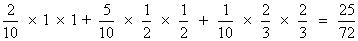 2/10 × 1 × 1 + 5/10 × 1/2 × 1/2 + 1/10 × 2/3 × 2/3 = 25/72